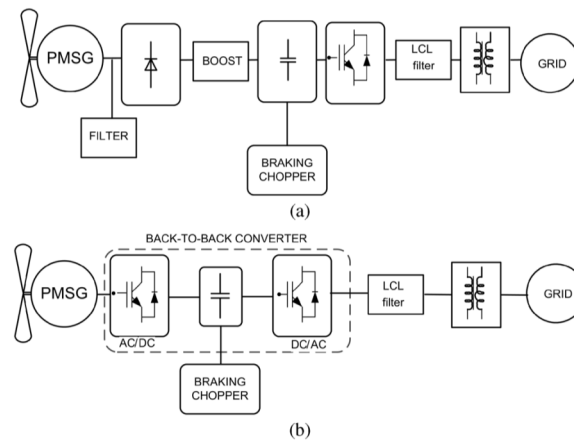 PMSG
BOOST
LCL
filter
GRID
FILTER
BRAKING
CHOPPER
(a)
BACK-TO-BACK CONVERTER
PMSG
LCL
filter
GRID
AC/DC
DC/AC
BRAKING
CHOPPER
(b)